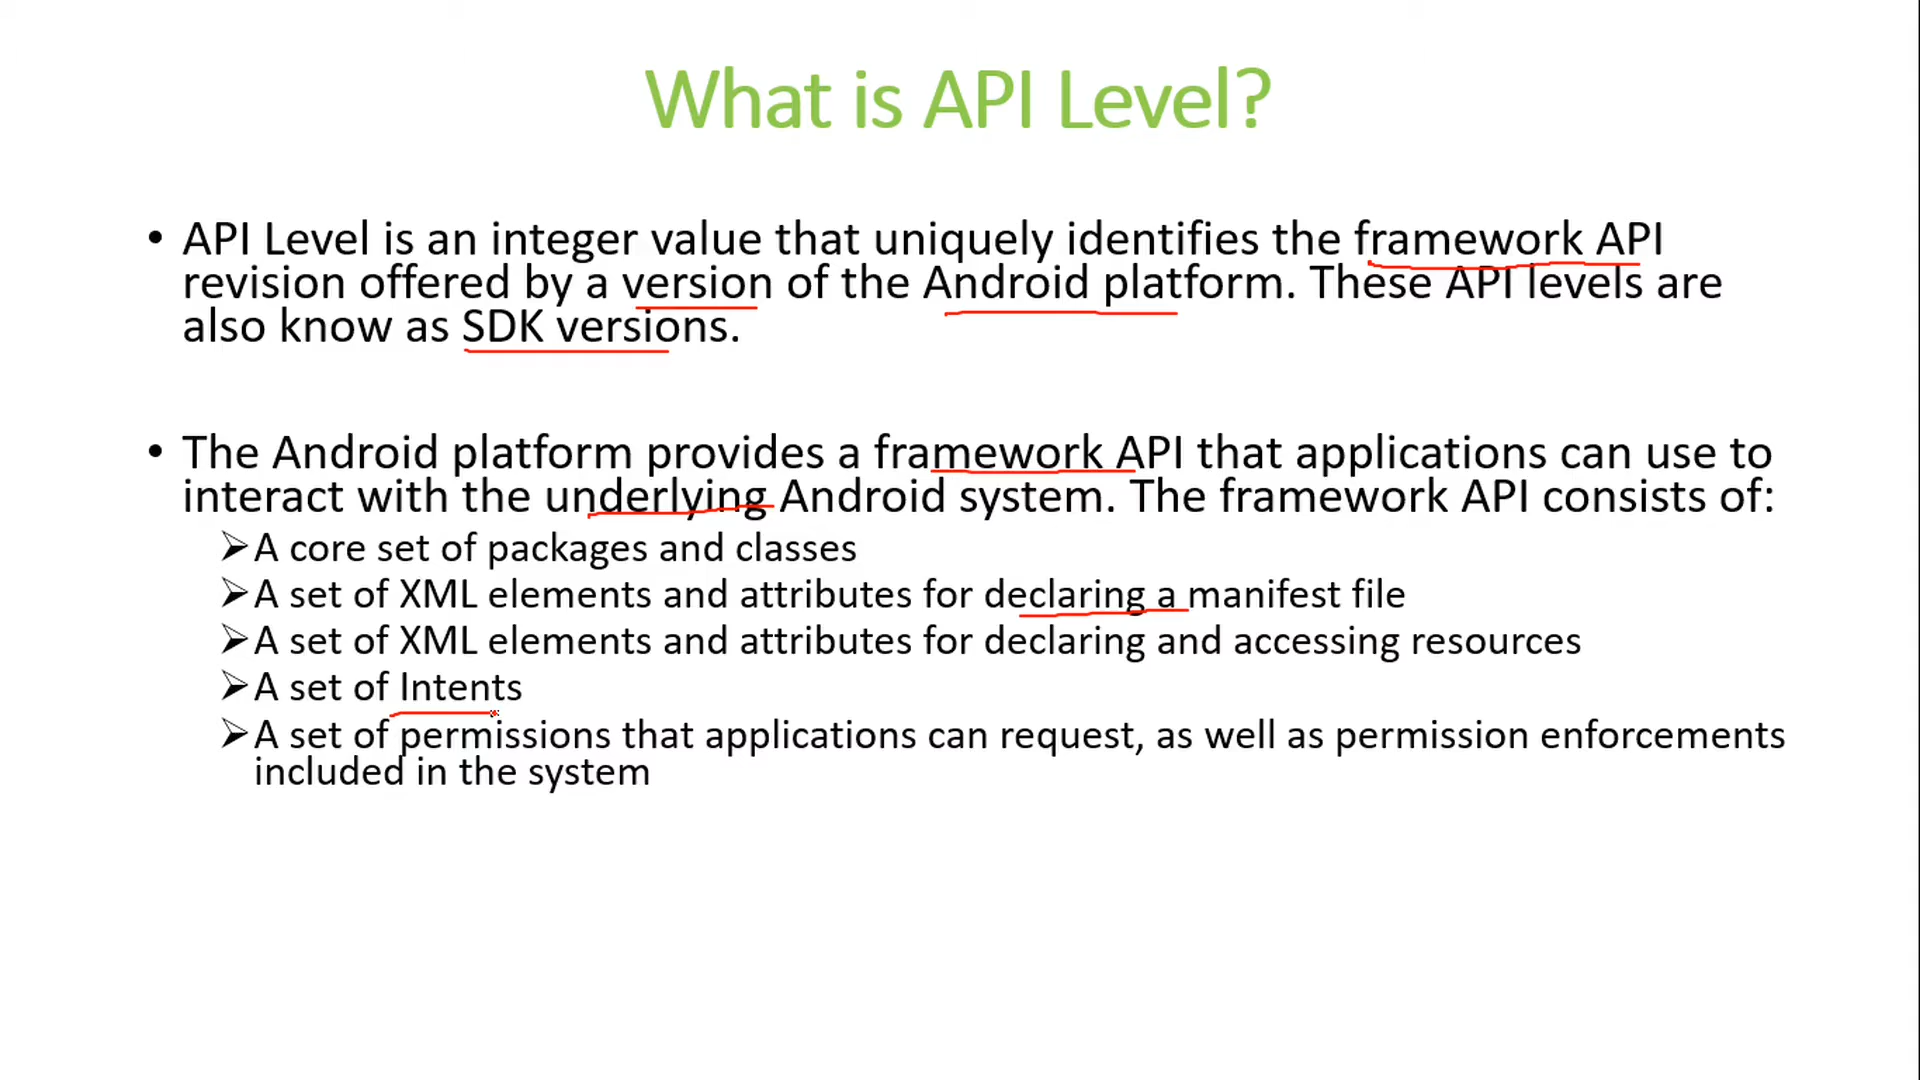 What is API Level?
• API Level is an integer value that uniquely identifies the framework API
revision offered by a version of the Android platform. These API levels are
also know as SDK versions.
• The Android platform provides a framework API that applications can use to
interact with the underlying Android system. The framework API consists of:
➢A core set of packages and classes
➢A set of XML elements and attributes for declaring a manifest file
➢A set of XML elements and attributes for declaring and accessing resources
➢A set of Intents
➢A set of permissions that applications can request, as well as permission enforcements
included in the system